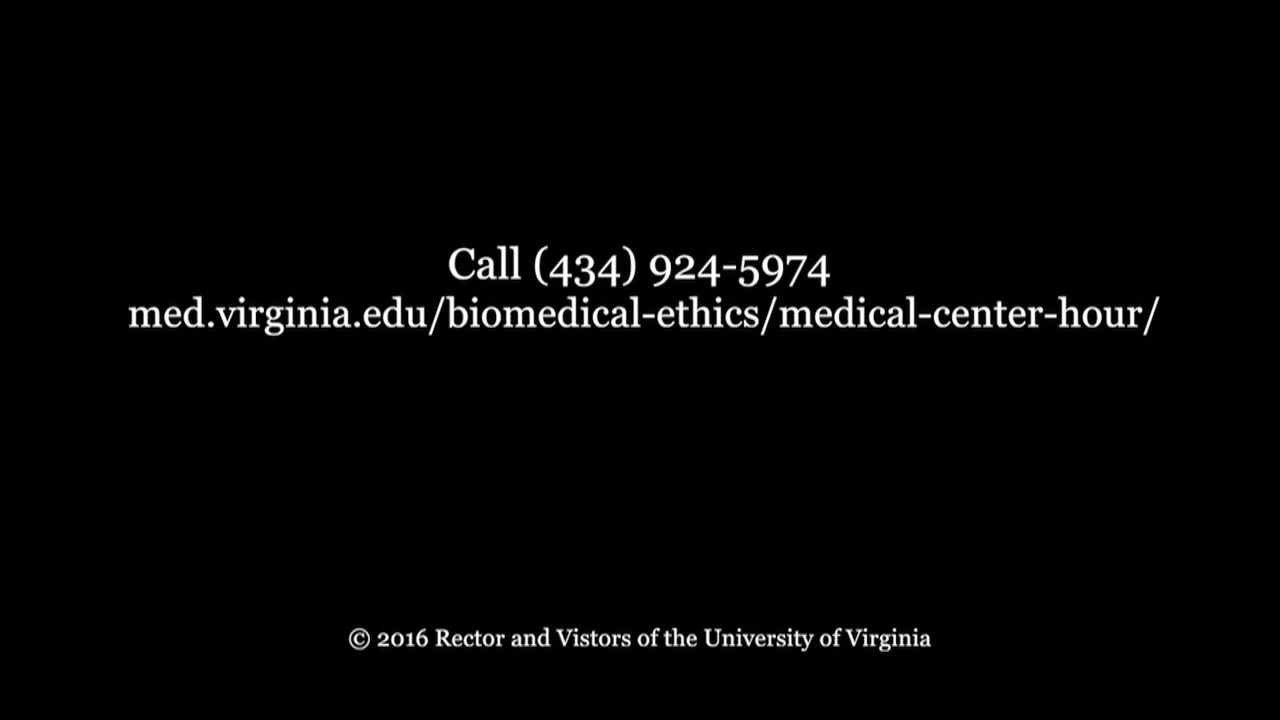 Call (434) 924-5974
med.virginia.edu/biomedical-ethics/medical-center-hour/
© 2016 Rector and Vistors of the University of Virginia